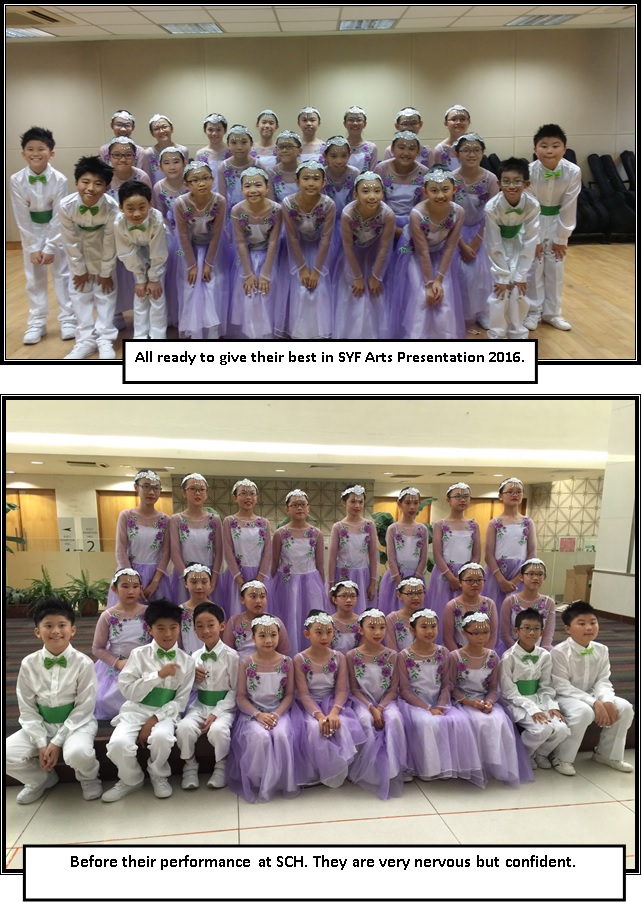 All ready to give their best in SYF Arts Presentation 2016.
2
Before their performance at SCH. They are very nervous but confident.